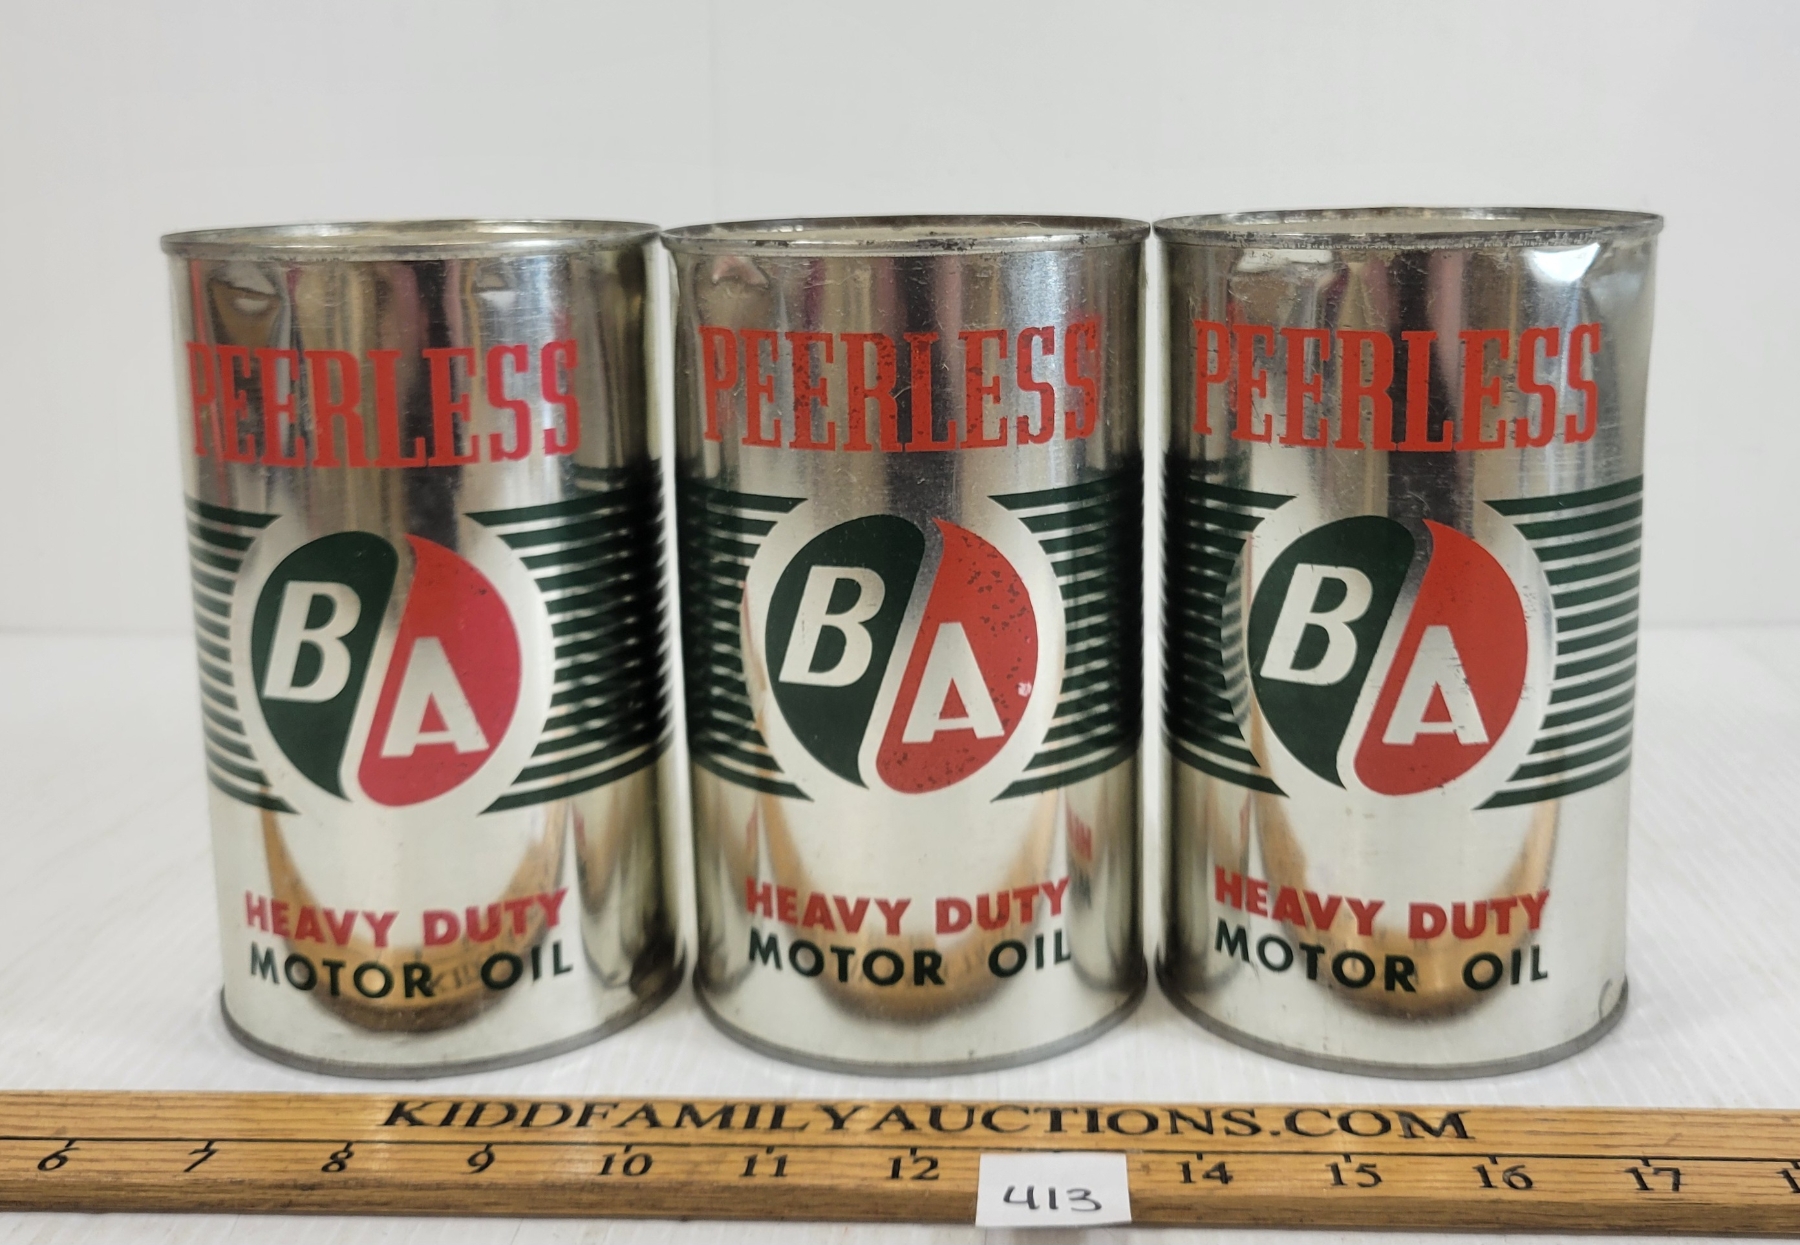 PEERLESS
BA
HEAVY DUTY
MOTOR OIL
PEERLESS
BA
HEAVY DUTY
MOTOR OIL
PEERLESS
BA
HEAVY DUTY
MOTOR OIL
KIDDFAMILYAUCTIONS.COM
6 7 8 9 10 11 12 14 15 16 17
413